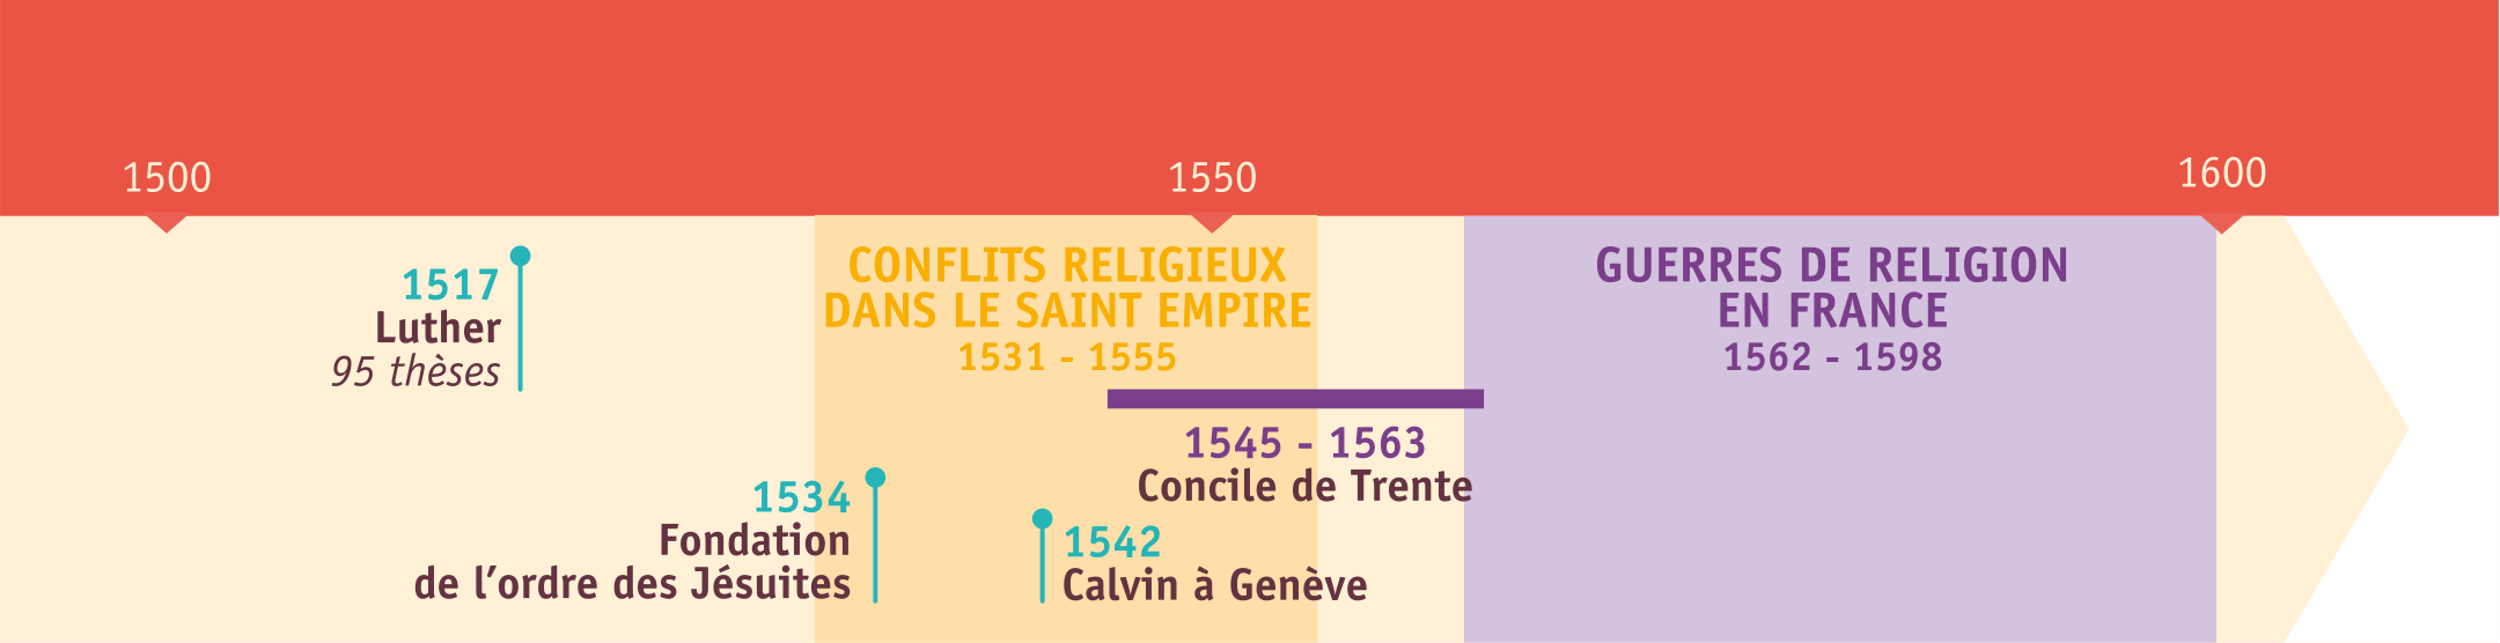 1500
1550
1600
1517
Luther
95 thèses
CONFLITS RELIGIEUX
DANS LE SAINT EMPIRE
1531 - 1555
GUERRES DE RELIGION
EN FRANCE
1562 - 1598
1545 - 1563
Concile de Trente
1534
Fondation
de l’ordre des Jésuites
1542
Calvin à Genève